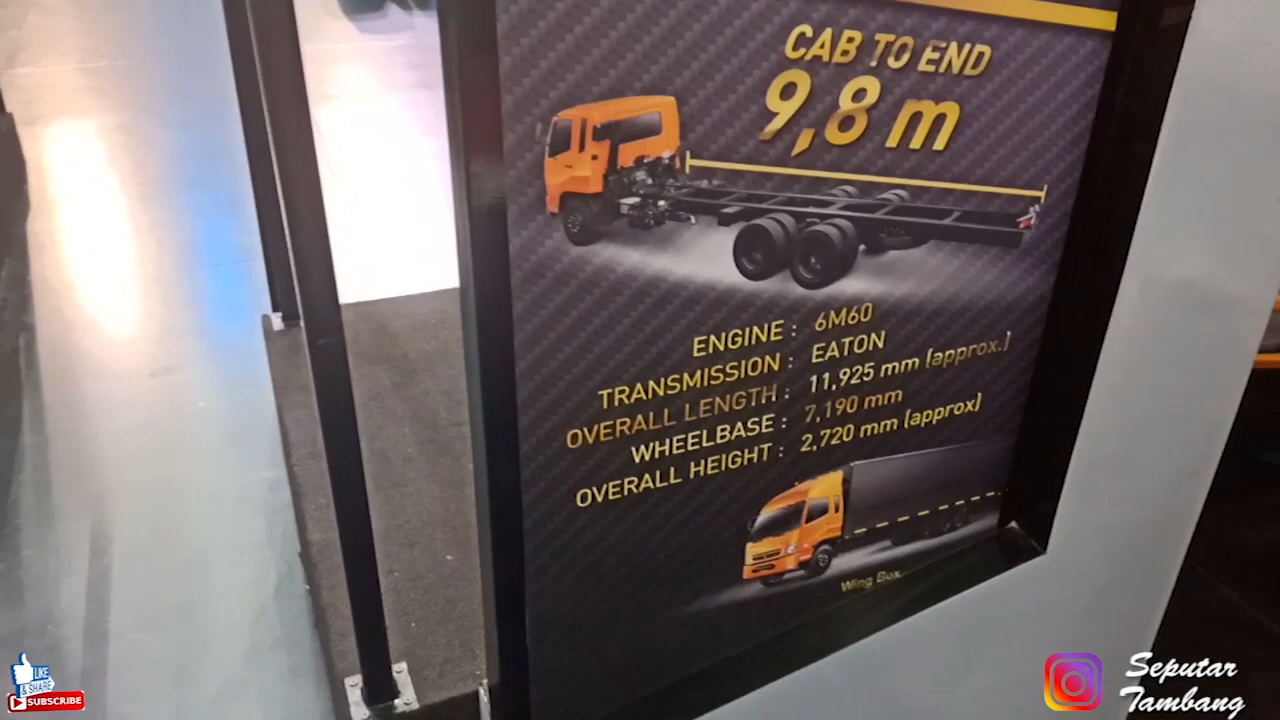 CAB TO END
9,8 m
ENGINE : 6M60
TRANSMISSION : EATON
OVERALL LENGTH : 11,925 mm (approx.)
WHEELBASE : 7,190 mm
OVERALL HEIGHT : 2,720 mm (approx)
Wing Box
LIKE
& SHARE
SUBSCRIBE
Seputar
Tambang